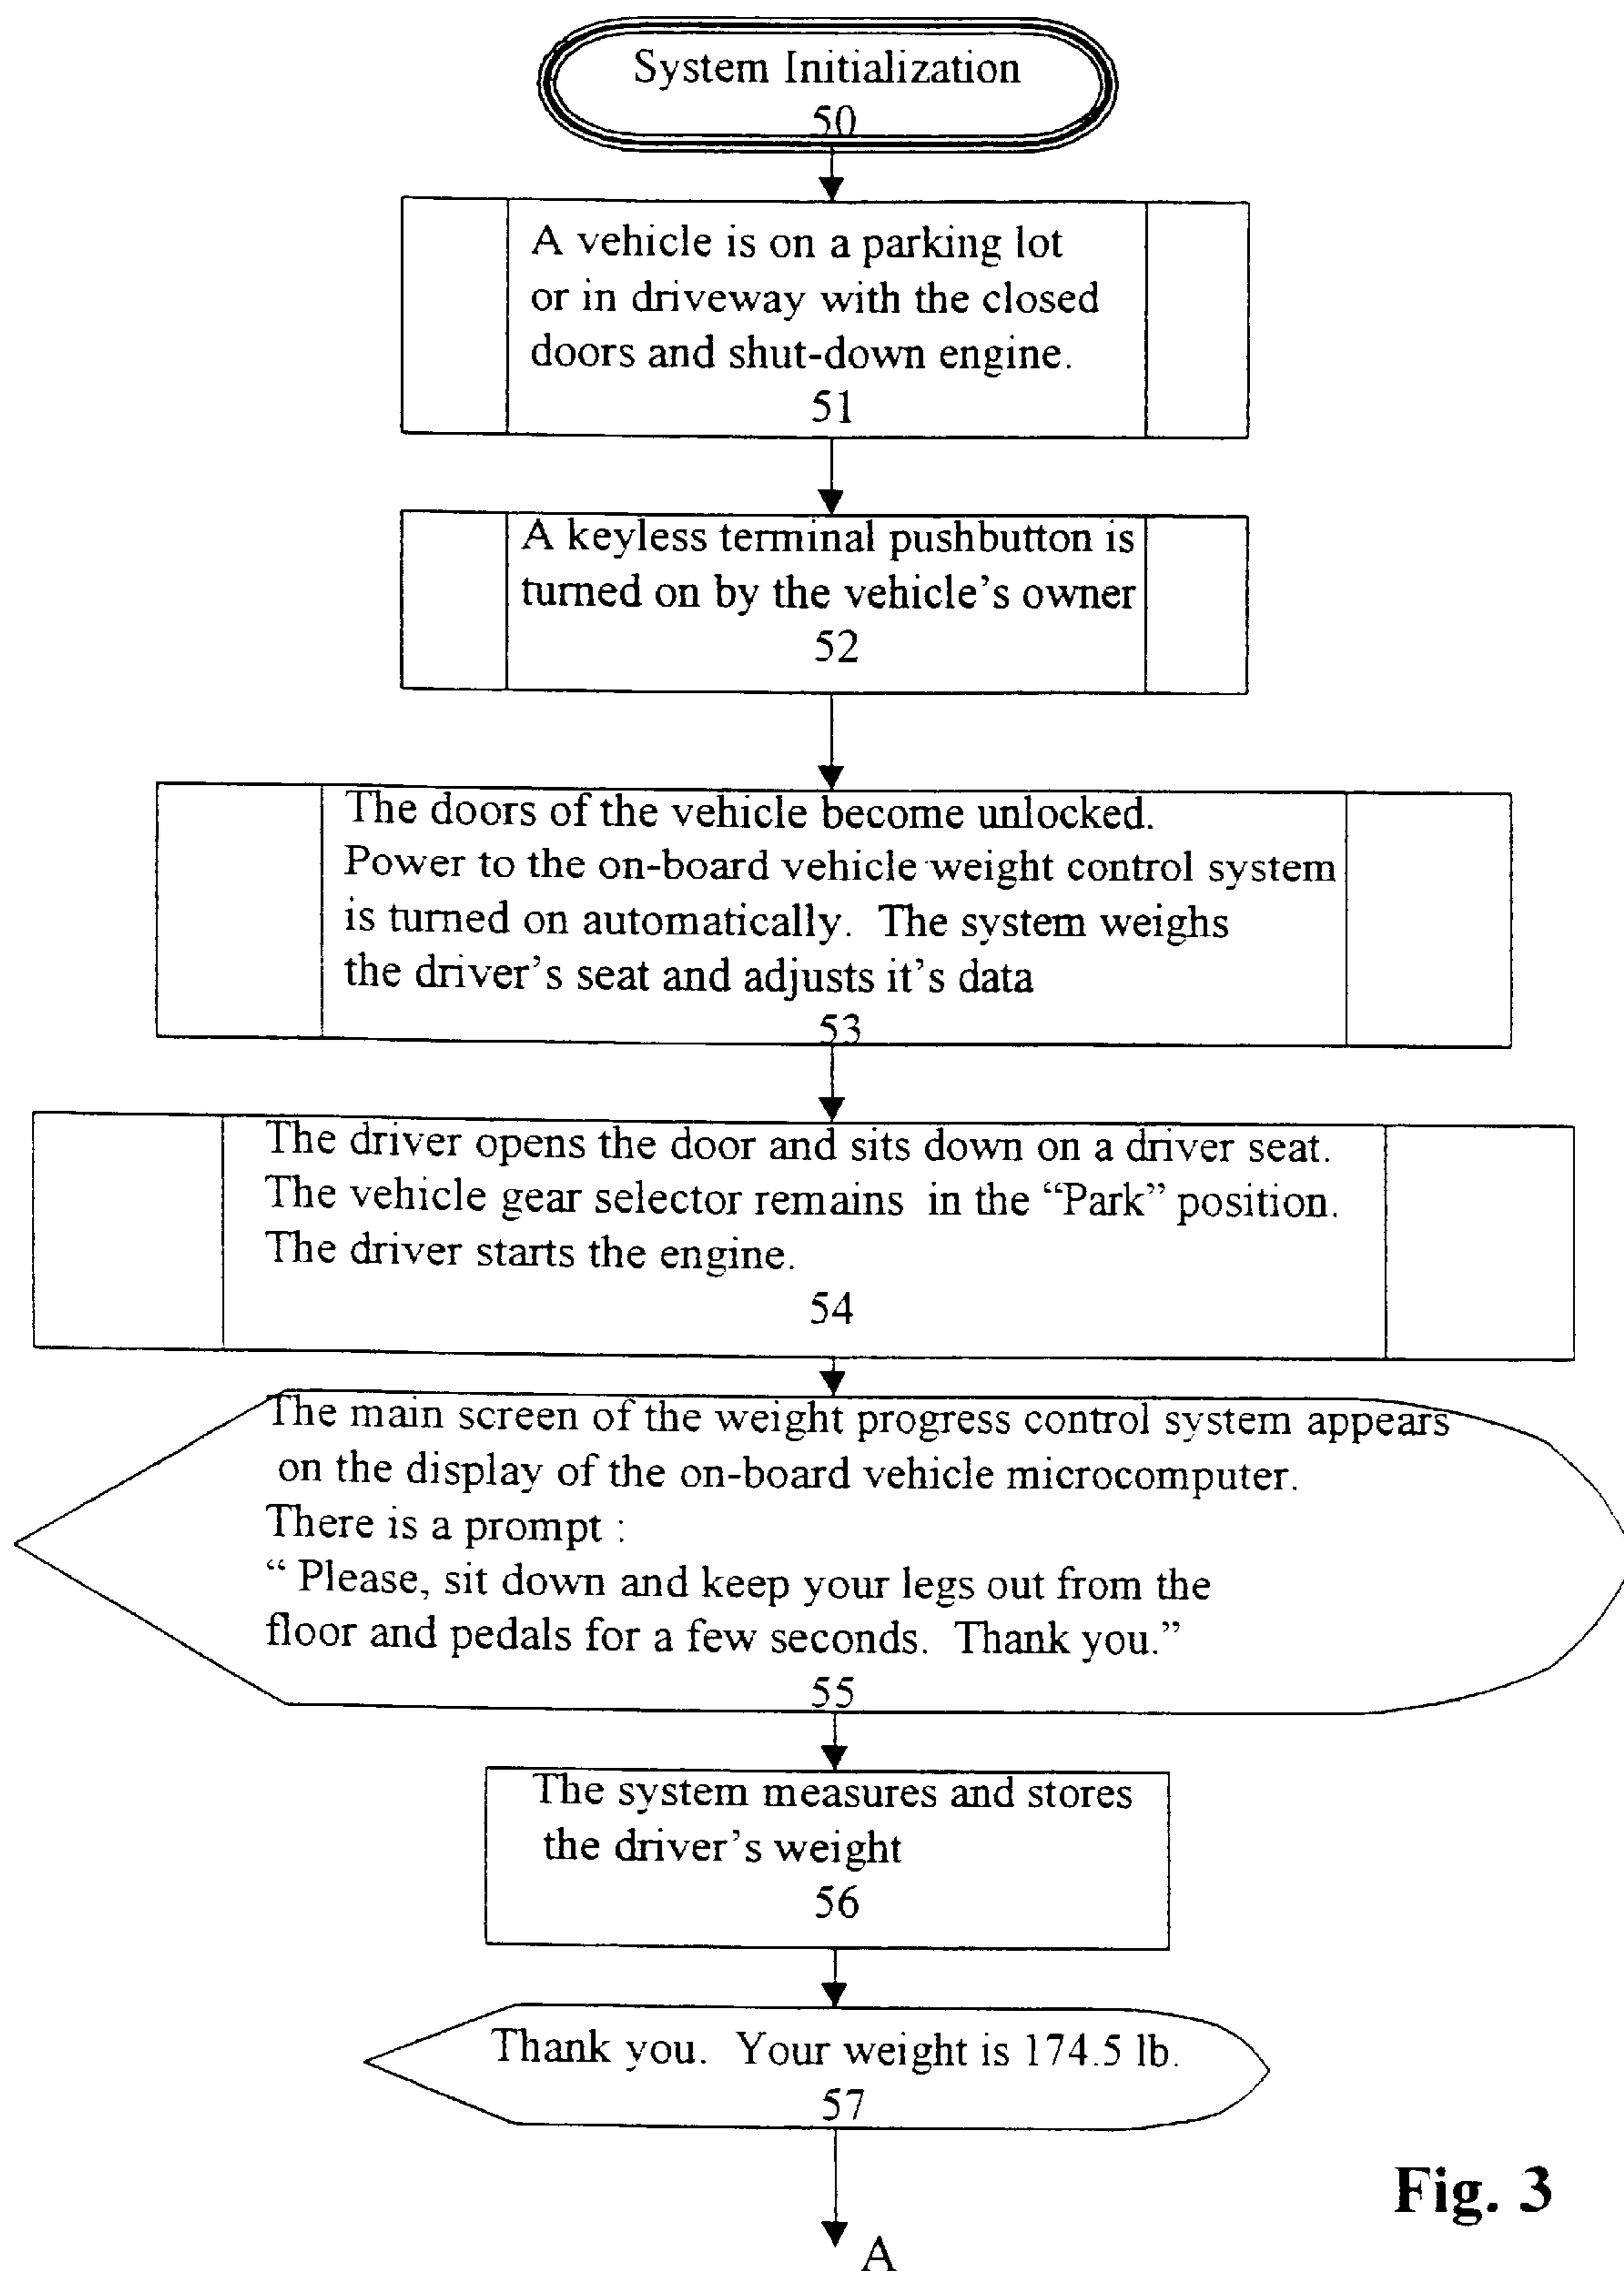 System Initialization
50
A vehicle is on a parking lot
or in driveway with the closed
doors and shut-down engine.
51
A keyless terminal pushbutton is
turned on by the vehicle's owner
52
The doors of the vehicle become unlocked.
Power to the on-board vehicle weight control system
is turned on automatically. The system weighs
the driver's seat and adjusts it's data
53
The driver opens the door and sits down on a driver seat.
The vehicle gear selector remains in the “Park” position.
The driver starts the engine.
54
The main screen of the weight progress control system appears
on the display of the on-board vehicle microcomputer.
There is a prompt :
“ Please, sit down and keep your legs out from the
floor and pedals for a few seconds. Thank you.”
55
The system measures and stores
the driver's weight
56
Thank you. Your weight is 174.5 lb.
57
Fig. 3
A